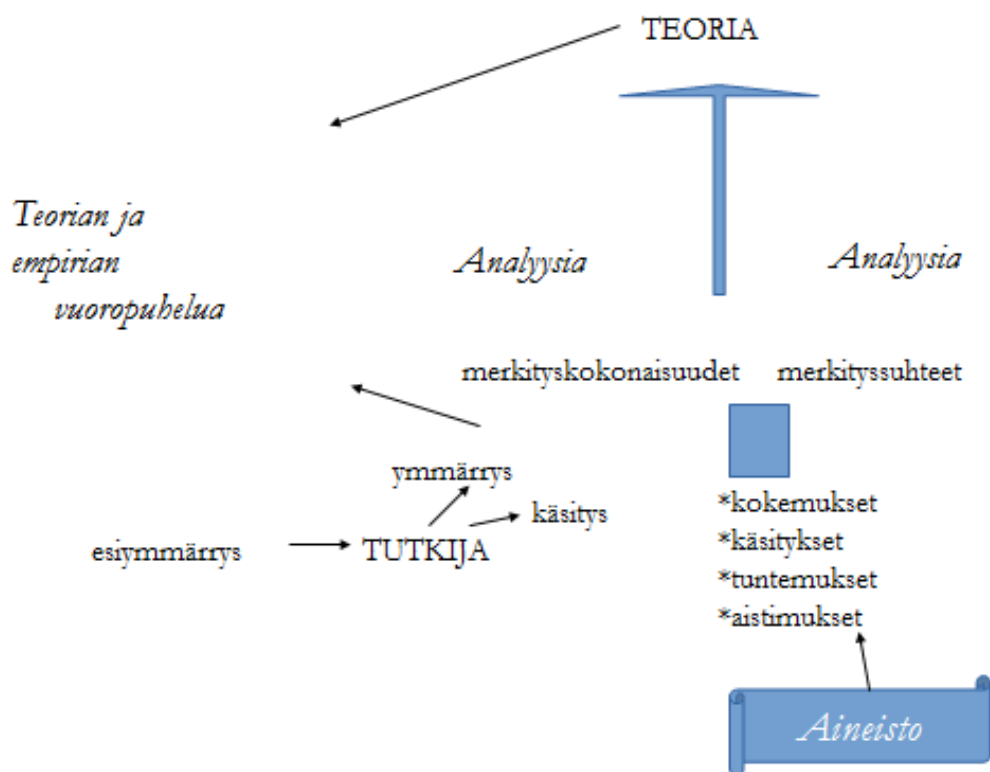 TEORIA
Teorian ja
empirian
vuoropuhelua
Analyysia
Analyysia
merkityskokonaisuudet
merkityssuhteet
ymmärrys
käsitys
esiymmärrys
TUTKIJA
*kokemukset
*käsitykset
*tuntemukset
*aistimukset
Aineisto